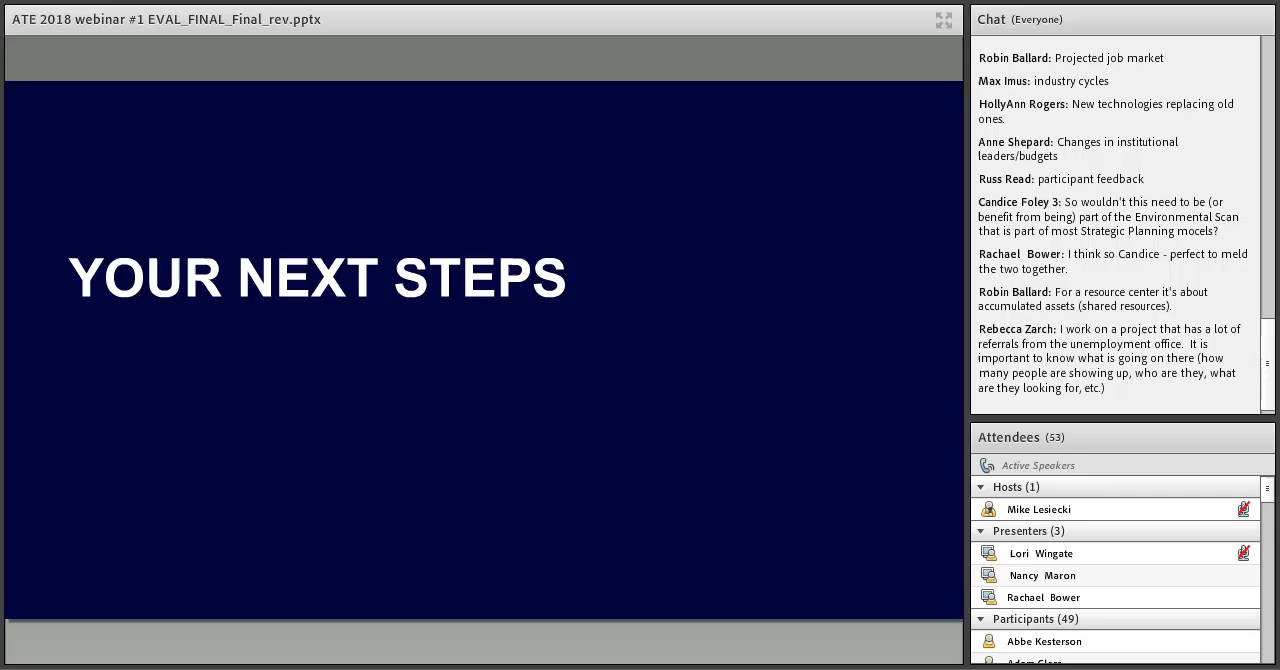 ATE 2018 webinar #1 EVAL_FINAL_Final_rev.pptx
YOUR NEXT STEPS
Chat (Everyone)
Robin Ballard: Projected job market
Max Imus: industry cycles
HollyAnn Rogers: New technologies replacing old
ones.
Anne Shepard: Changes in institutional
leaders/budgets
Russ Read: participant feedback
Candice Foley 3: So wouldn't this need to be (or
benefit from being) part of the Environmental Scan
that is part of most Strategic Planning mocels?
Rachael Bower: I think so Candice - perfect to meld
the two together.
Robin Ballard: For a resource center it's about
accumulated assets (shared resources).
Rebecca Zarch: I work on a project that has a lot of
referrals from the unemployment office. It is
important to know what is going on there (how
many people are showing up, who are they, what
are they looking for, etc.)
Attendees (53)
Active Speakers
Hosts (1)
Mike Lesiecki
Presenters (3)
Lori Wingate
Nancy Maron
Rachael Bower
Participants (49)
Abbe Kesterson